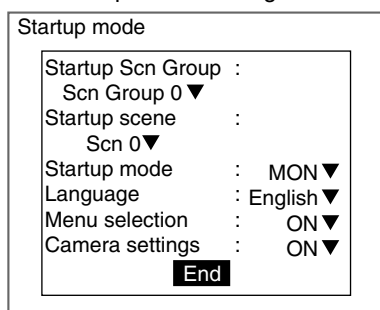 Startup mode
Startup Scn Group :
Scn Group 0▼
Startup scene :
Scn 0▼
Startup mode : MON▼
Language : English▼
Menu selection : ON▼
Camera settings : ON▼
End